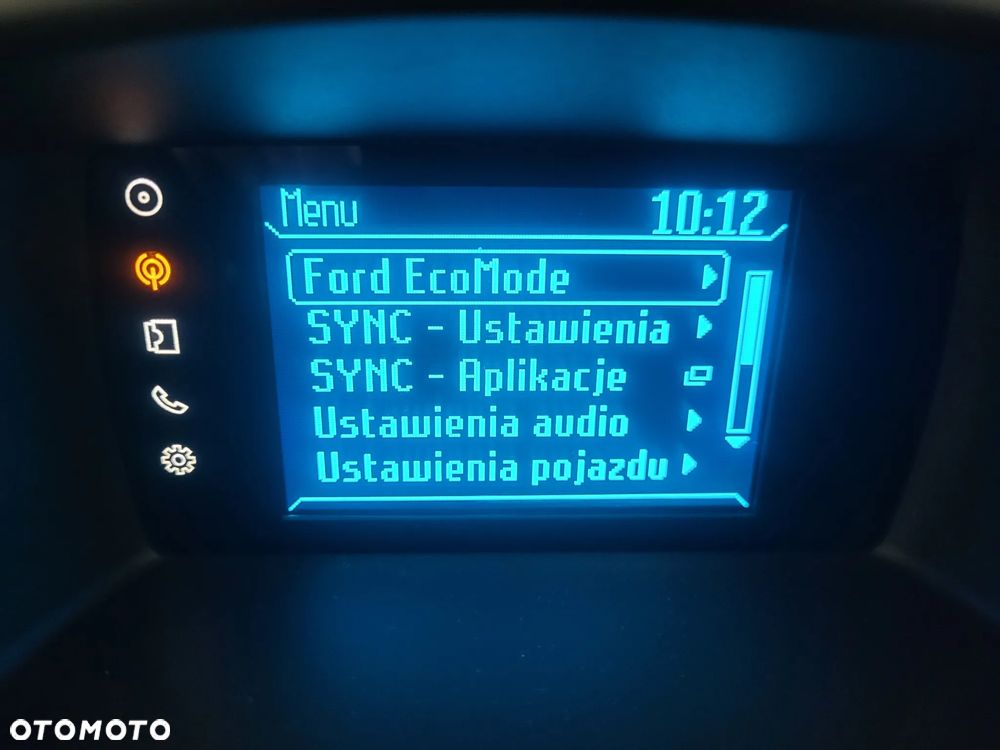 Menu 10:12
Ford EcoMode
SYNC - Ustawienia
SYNC - Aplikacje
Ustawienia audio
Ustawienia pojazdu
OTOMOTO